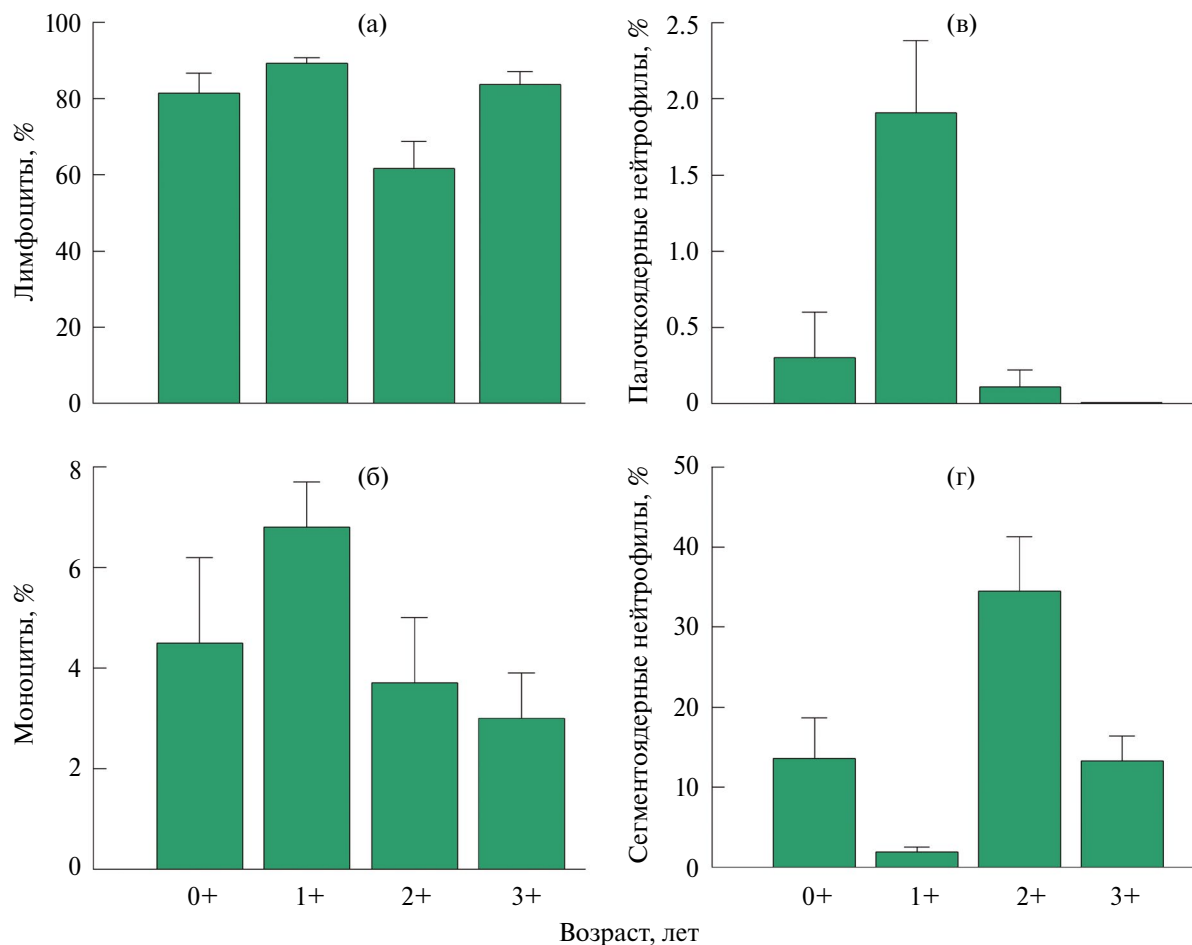 (а)
Лимфоциты, %
100
80
60
40
20
0
(в)
Палочкоядерные нейтрофилы, %
2.5
2.0
1.5
1.0
0.5
0
(б)
Моноциты, %
8
6
4
2
0
0+ 1+ 2+ 3+
(г)
Сегментоядерные нейтрофилы, %
50
40
30
20
10
0
0+ 1+ 2+ 3+
Возраст, лет